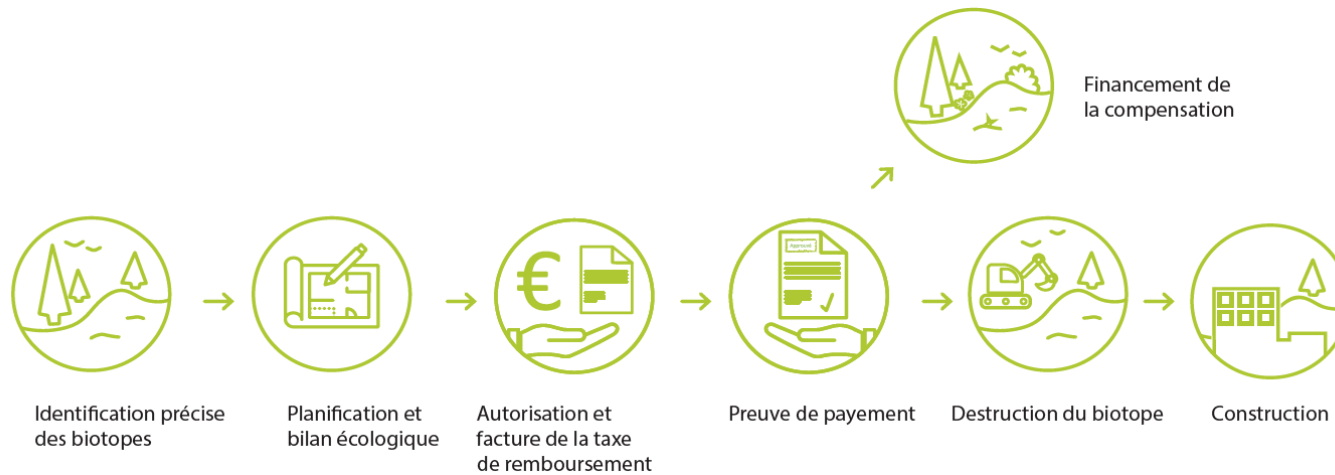 Financement de
la compensation
€
Approuvé
Identification précise
des biotopes
Planification et
bilan écologique
Autorisation et
facture de la taxe
de remboursement
Preuve de payement
Destruction du biotope
Construction